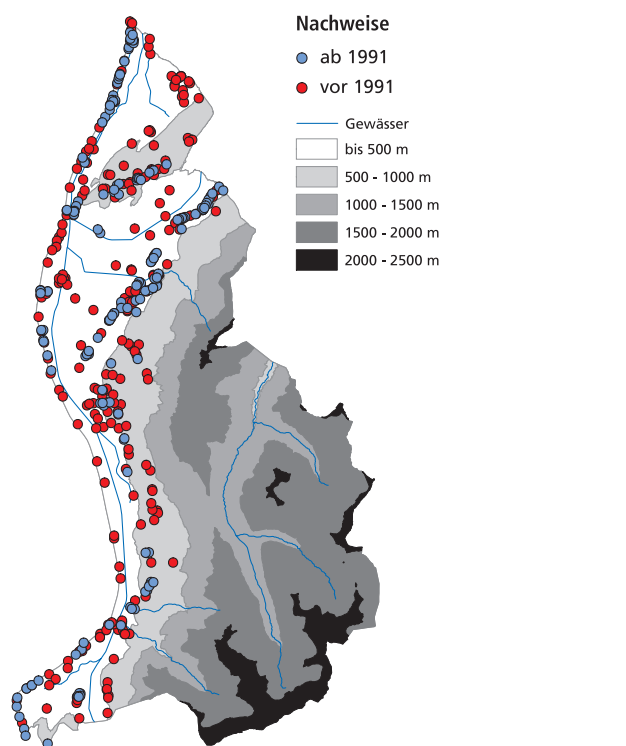 Nachweise
ab 1991
vor 1991
Gewässer
bis 500 m
500 - 1000 m
1000 - 1500 m
1500 - 2000 m
2000 - 2500 m